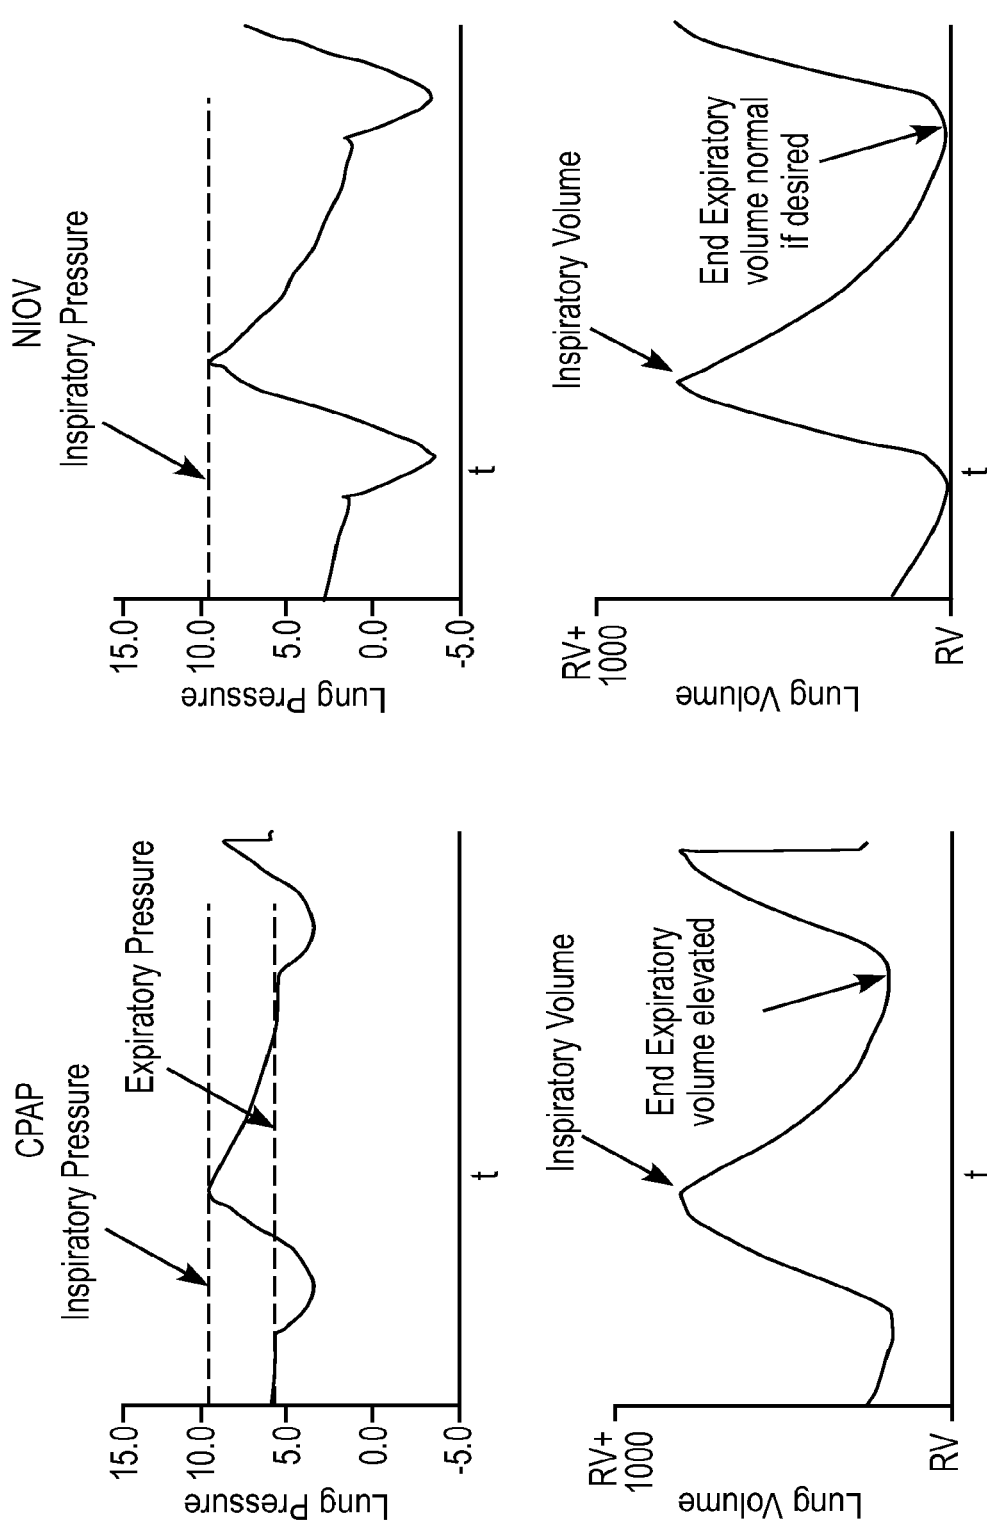 CPAP
Inspiratory Pressure
Expiratory Pressure
Lung Pressure
15.0
10.0
5.0
0.0
-5.0
t
NIOV
Inspiratory Pressure
Lung Pressure
15.0
10.0
5.0
0.0
-5.0
t
Inspiratory Volume
End Expiratory
volume elevated
Lung Volume
RV+
1000
RV
t
Inspiratory Volume
End Expiratory
volume normal
if desired
Lung Volume
RV+
1000
RV
t